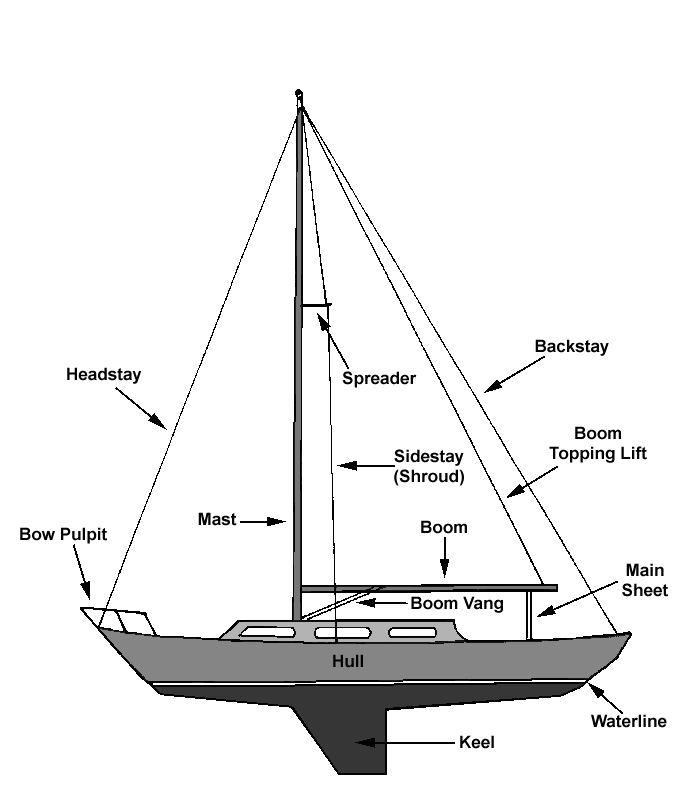 Backstay
Headstay
Spreader
Boom
Topping Lift
Sidestay
(Shroud)
Mast
Boom
Bow Pulpit
Main
Sheet
Boom Vang
Hull
Waterline
Keel